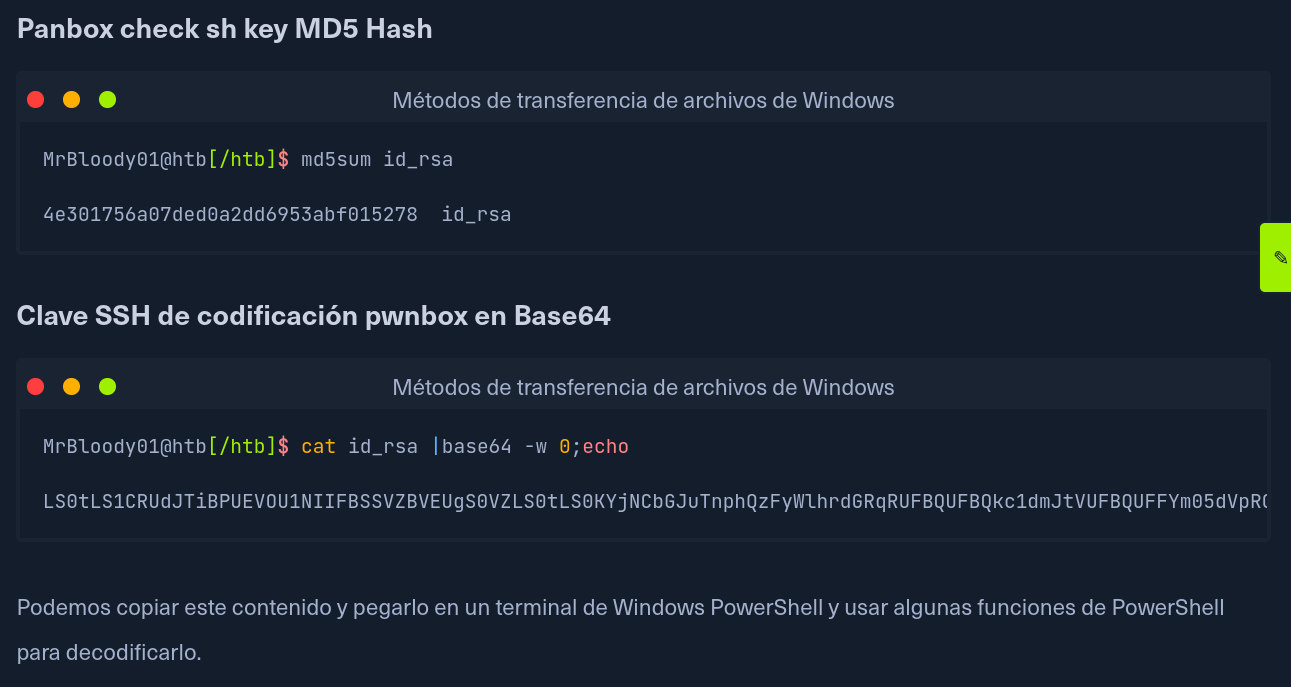 Panbox check sh key MD5 Hash
Métodos de transferencia de archivos de Windows
MrBloody01@htb[/htb]$ md5sum id_rsa
4e301756a07ded0a2dd6953abf015278  id_rsa
Clave SSH de codificación pwnbox en Base64
Métodos de transferencia de archivos de Windows
MrBloody01@htb[/htb]$ cat id_rsa |base64 -w 0;echo
LS0tLS1CRUdJTiBPUEVOU1NIIFBSSVZBVEUgS0VZLS0tLS0KYjNCbGJuTnphQzFyWlhrdGRqRUFBQUFBQkc1dmJtVUFBQUFFYm05dVpR
Podemos copiar este contenido y pegarlo en un terminal de Windows PowerShell y usar algunas funciones de PowerShell
para decodificarlo.